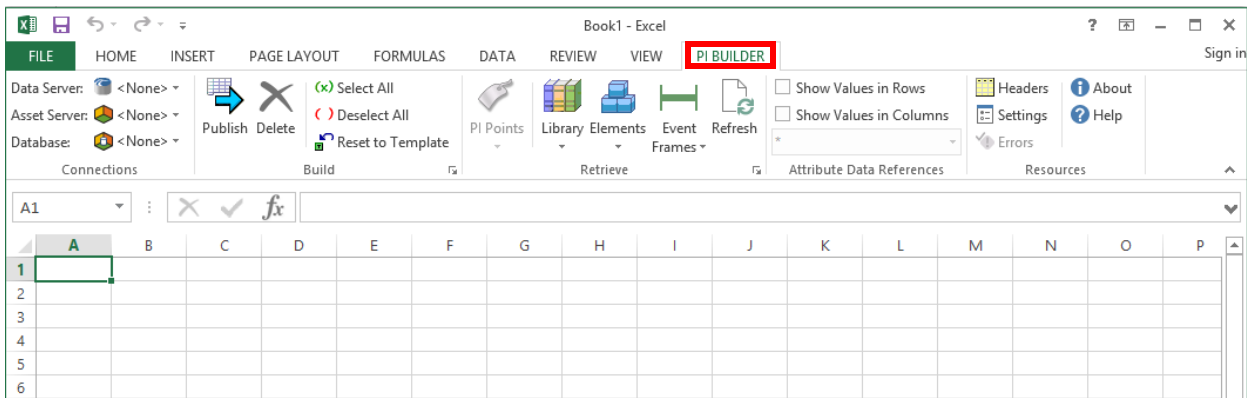 Book1 - Excel ?
FILE HOME INSERT PAGE LAYOUT FORMULAS DATA REVIEW VIEW PI BUILDER Sign in
Data Server: <None> (x) Select All Show Values in Rows Headers About
Asset Server: <None> Publish Delete ( ) Deselect All PI Points Library Elements Event Refresh Show Values in Columns Settings Help
Database: <None> Reset to Template Frames * Errors
Connections Build Retrieve Attribute Data References Resources
A1 fx
A B C D E F G H I J K L M N O P
1
2
3
4
5
6